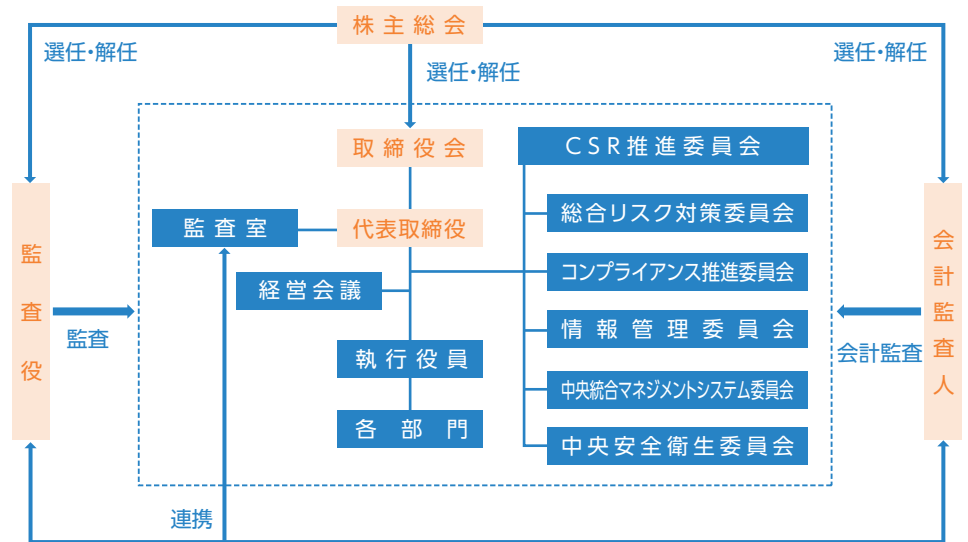 株主総会
選任・解任
選任・解任
選任・解任
取締役会
CSR推進委員会
監査室
代表取締役
総合リスク対策委員会
監査役
会計監査人
コンプライアンス推進委員会
経営会議
監査
情報管理委員会
会計監査
執行役員
中央統合マネジメントシステム委員会
各部門
中央安全衛生委員会
連携